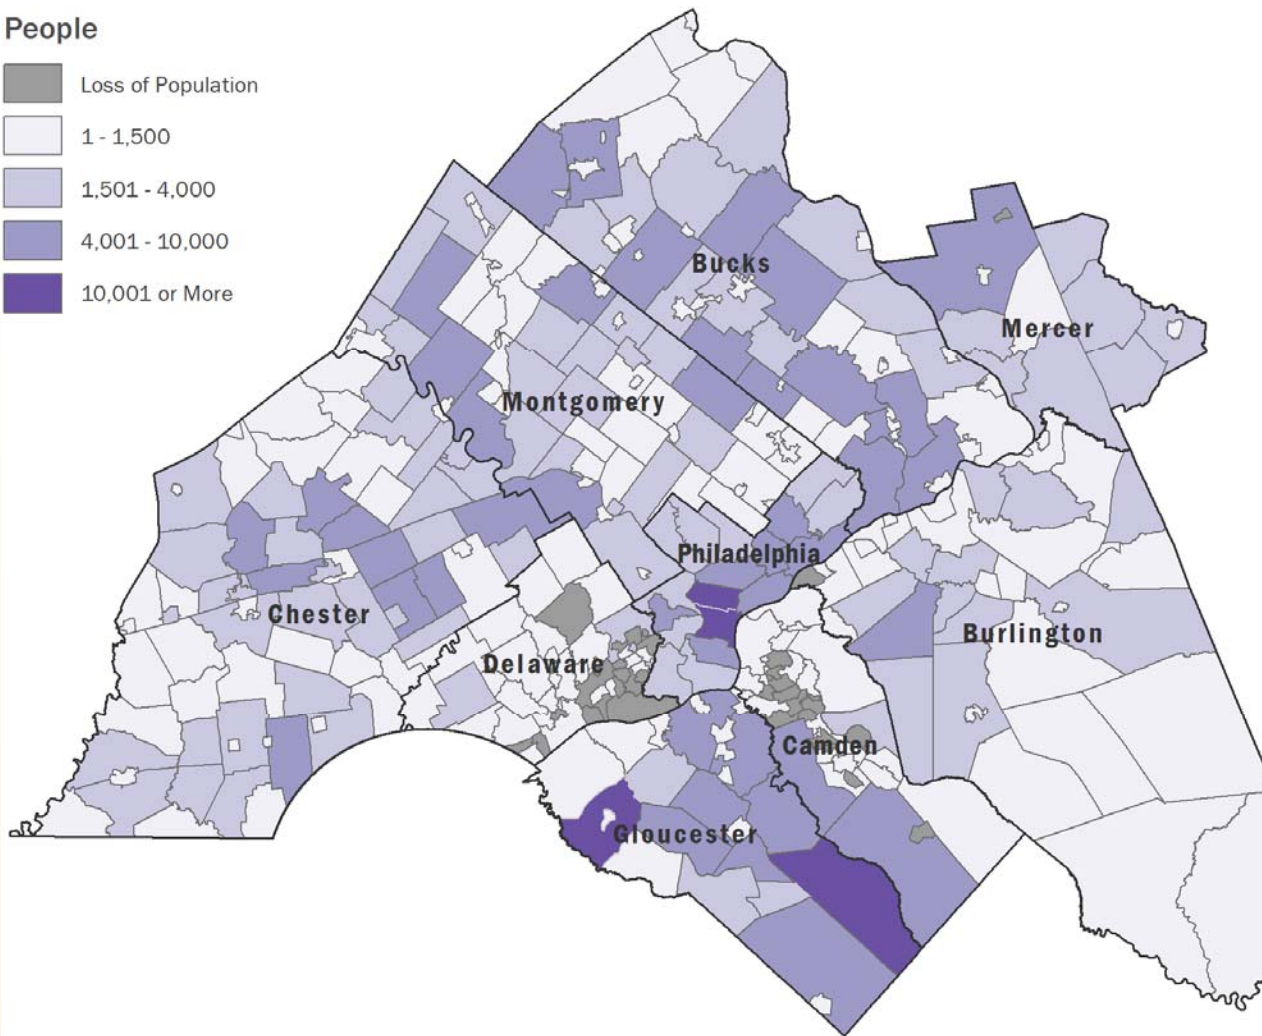 People
Loss of Population
1 - 1,500
1,501 - 4,000
4,001 - 10,000
10,001 or More
Bucks
Mercer
Montgomery
Philadelphia
Chester
Burlington
Delaware
Camden
Gloucester